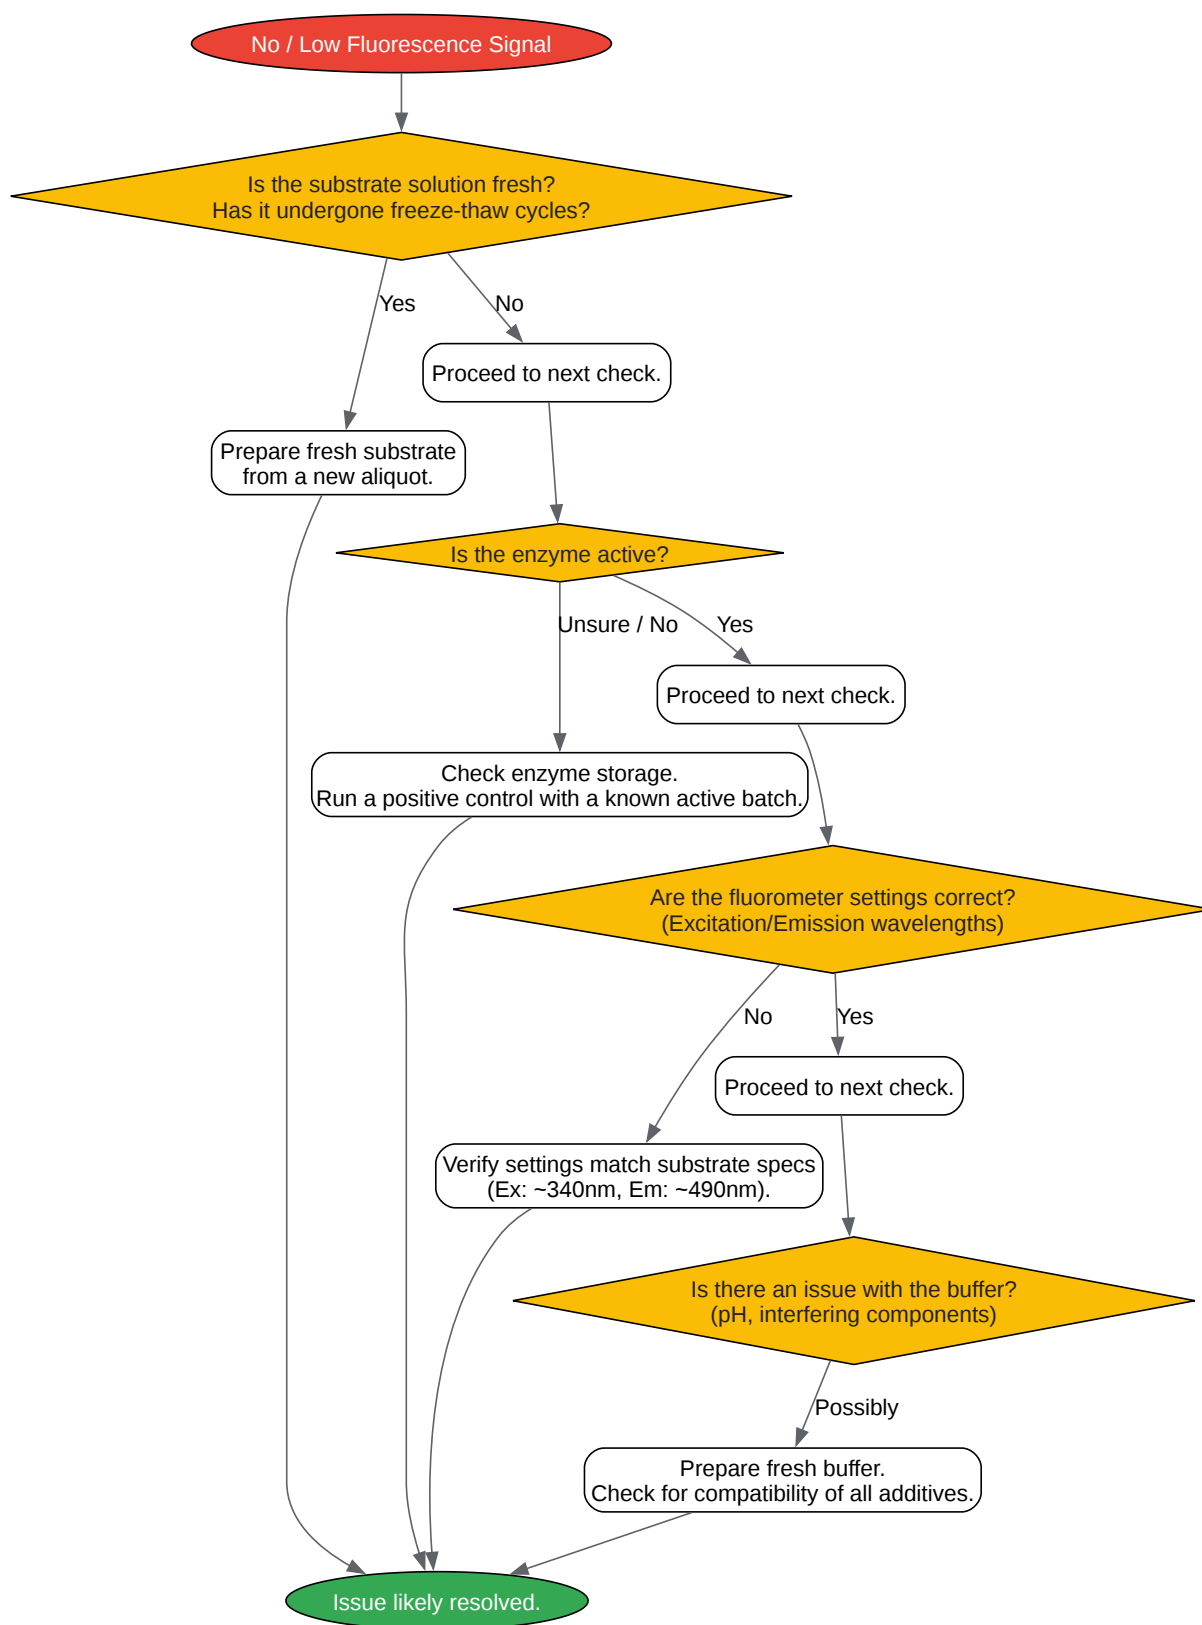 No / Low Fluorescence Signal
Is the substrate solution fresh?
Has it undergone freeze-thaw cycles?
Yes
No
Proceed to next check.
Prepare fresh substrate
from a new aliquot.
Is the enzyme active?
Unsure / No
Yes
Proceed to next check.
Check enzyme storage.
Run a positive control with a known active batch.
Are the fluorometer settings correct?
(Excitation/Emission wavelengths)
No
Yes
Proceed to next check.
Verify settings match substrate specs
(Ex: ~340nm, Em: ~490nm).
Is there an issue with the buffer?
(pH, interfering components)
Possibly
Prepare fresh buffer.
Check for compatibility of all additives.
Issue likely resolved.